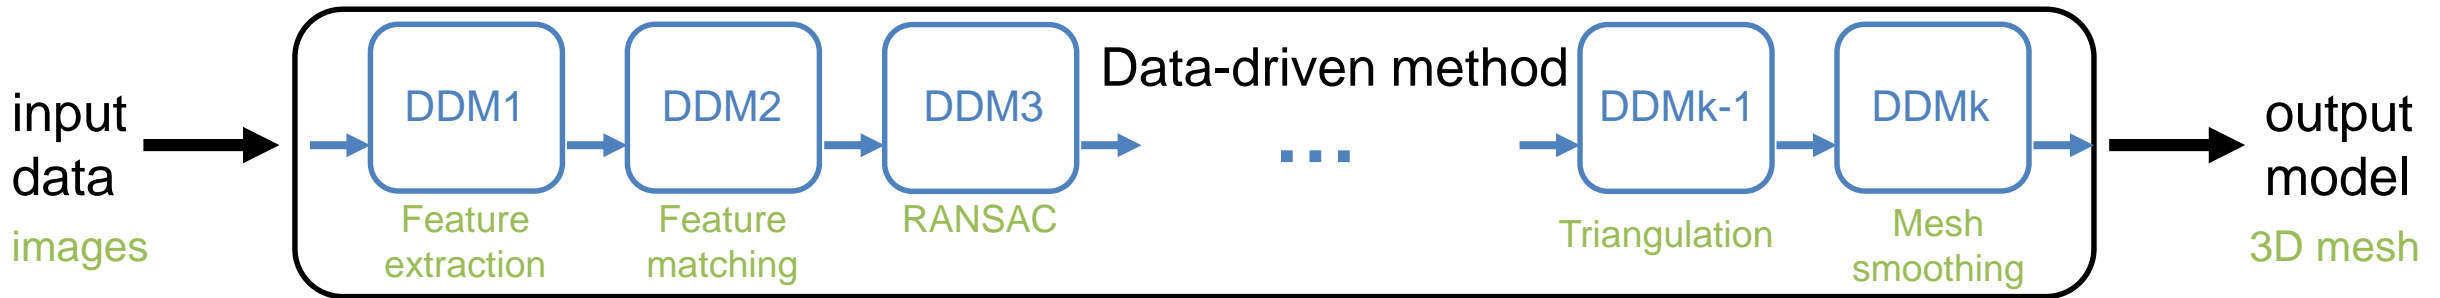 input
data
images
DDM1
Feature
extraction
DDM2
Feature
matching
DDM3
RANSAC
Data-driven method
...
DDMk-1
Triangulation
DDMk
Mesh
smoothing
output
model
3D mesh